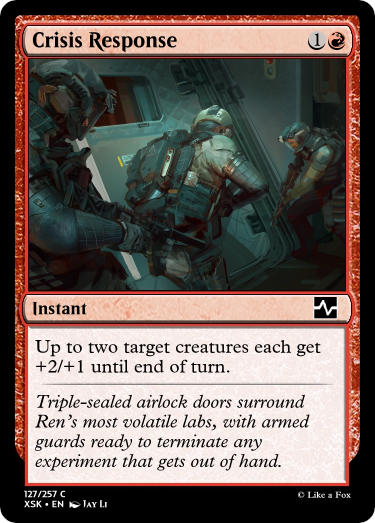 Crisis Response 1
Instant
Up to two target creatures each get
+2/+1 until end of turn.
Triple-sealed airlock doors surround
Ren's most volatile labs, with armed
guards ready to terminate any
experiment that gets out of hand.
127/257 C
XSK • EN Jay Li
© Like a Fox